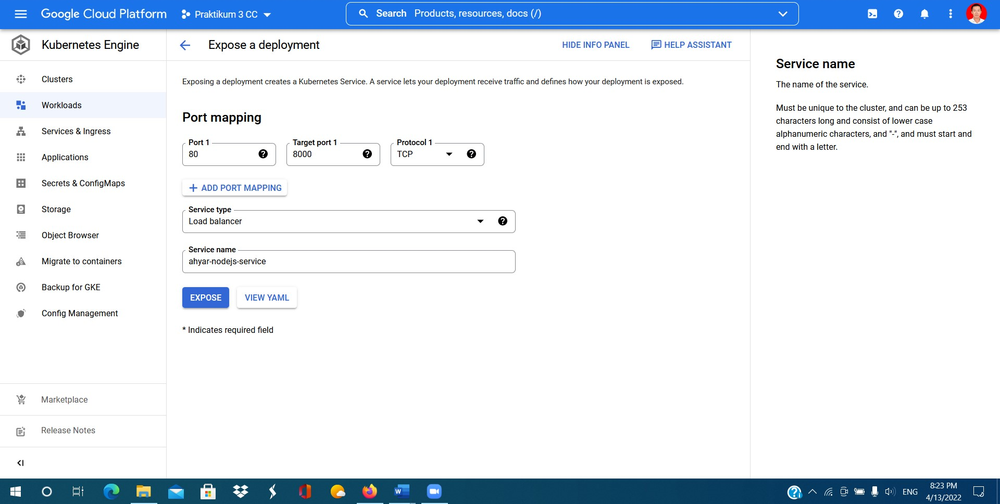 Google Cloud Platform
Praktikum 3 CC
Search Products, resources, docs (/)
Kubernetes Engine
Expose a deployment
HIDE INFO PANEL
HELP ASSISTANT
Clusters
Workloads
Services & Ingress
Applications
Secrets & ConfigMaps
Storage
Object Browser
Migrate to containers
Backup for GKE
Config Management
Marketplace
Release Notes
Exposing a deployment creates a Kubernetes Service. A service lets your deployment receive traffic and defines how your deployment is exposed.
Port mapping
Port 1
80
Target port 1
8000
Protocol 1
TCP
ADD PORT MAPPING
Service type
Load balancer
Service name
ahyar-nodejs-service
EXPOSE
VIEW YAML
* Indicates required field
Service name
The name of the service.
Must be unique to the cluster, and can be up to 253
characters long and consist of lower case
alphanumeric characters, and "-", and must start and
end with a letter.
ENG
8:23 PM
4/13/2022